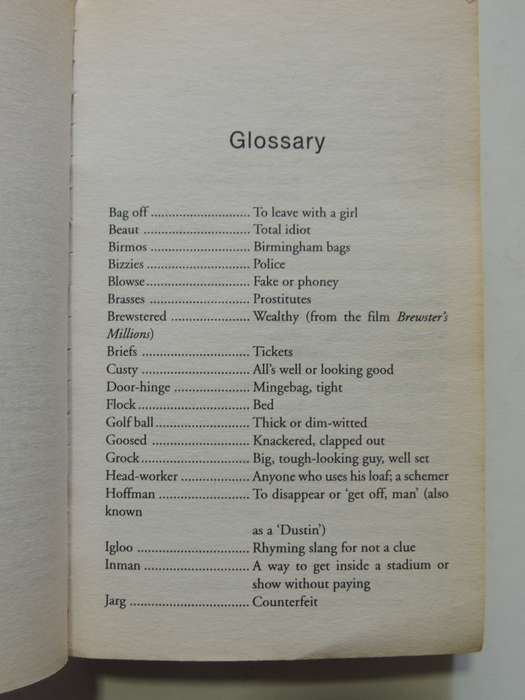 Glossary
Bag off ............................ To leave with a girl
Beaut .............................. Total idiot
Birmos ............................ Birmingham bags
Bizzies ............................. Police
Blowse............................. Fake or phoney
Brasses ............................ Prostitutes
Brewstered ...................... Wealthy (from the film Brewster's
Millions)
Briefs .............................. Tickets
Custy .............................. All's well or looking good
Door-hinge ..................... Mingebag, tight
Flock............................... Bed
Golf ball.......................... Thick or dim-witted
Goosed ........................... Knackered, clapped out
Grock.............................. Big, tough-looking guy, well set
Head-worker ................... Anyone who uses his loaf; a schemer
Hoffman ......................... To disappear or 'get off, man' (also
known
as a 'Dustin')
Igloo ............................... Rhyming slang for not a clue
Inman ............................. A way to get inside a stadium or
show without paying
Jarg ................................. Counterfeit